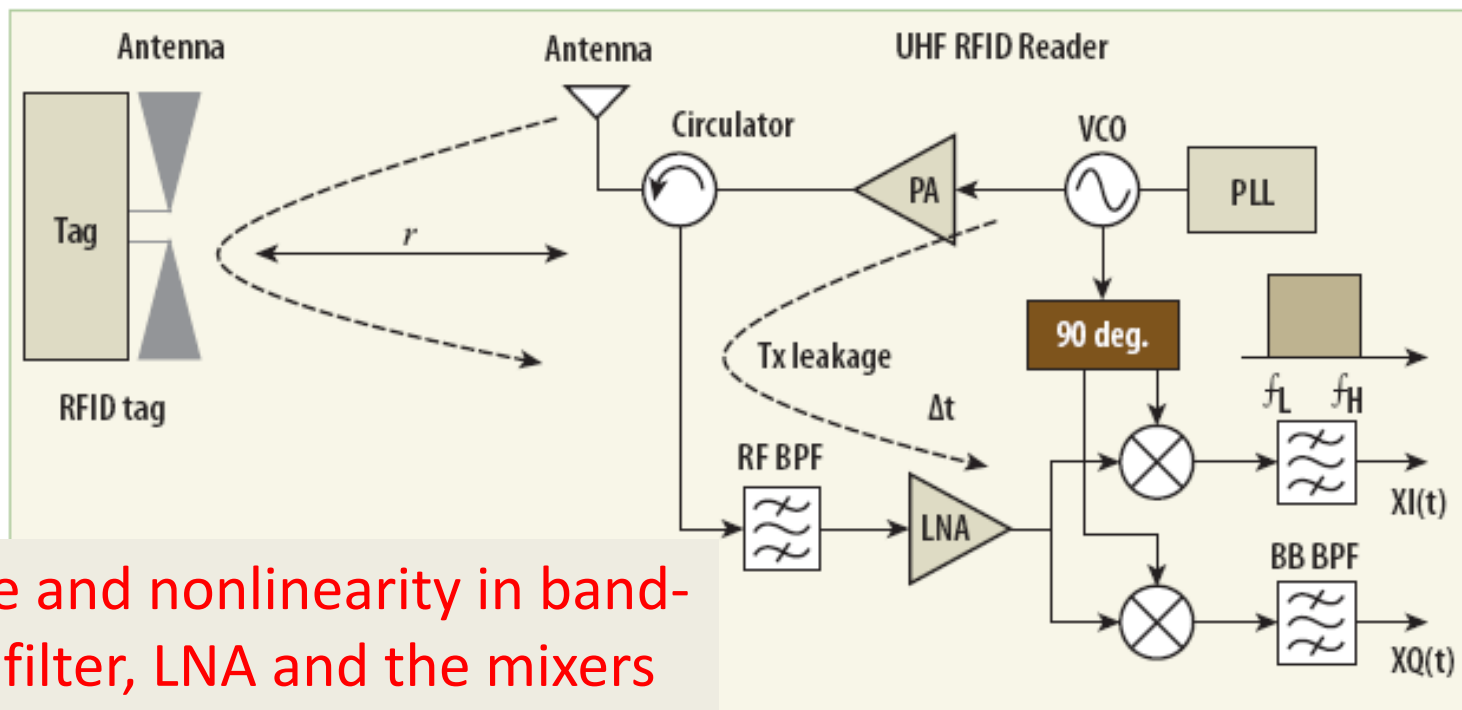 Antenna
Antenna
UHF RFID Reader
Circulator
VCO
PA
PLL
Tag
r
90 deg.
Tx leakage
fL fH
RFID tag
Δt
RF BPF
XI(t)
LNA
BB BPF
e and nonlinearity in band-
filter, LNA and the mixers
XQ(t)